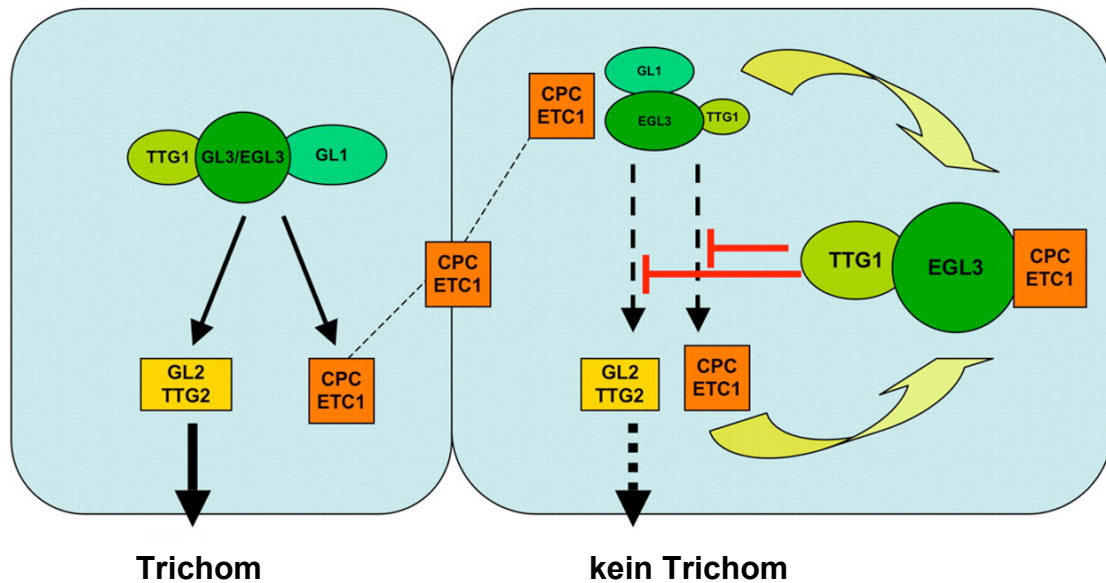 TTG1
GL3/EGL3
GL1
GL2
TTG2
CPC
ETC1
CPC
ETC1
CPC
ETC1
GL1
EGL3
TTG1
TTG1
EGL3
CPC
ETC1
GL2
TTG2
CPC
ETC1
Trichom
kein Trichom